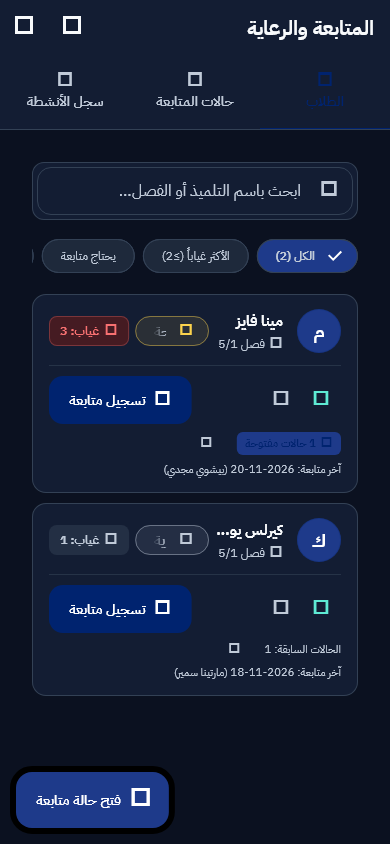 المتابعة والرعاية
حالات المتابعة
سجل الأنشطة
ابحث باسم التلميذ أو الفصل...
الكل (2)
الأكثر غياباً (≥2)
يحتاج متابعة
م
مينا فايز
فصل 5/1
غياب: 3
تسجيل متابعة
1 حالات مفتوحة
آخر متابعة: 2026-11-20 (بيشوي مجدي)
ك
كيرلس يو...
فصل 5/1
غياب: 1
تسجيل متابعة
الحالات السابقة: 1
آخر متابعة: 2026-11-18 (مارتينا سمير)
فتح حالة متابعة